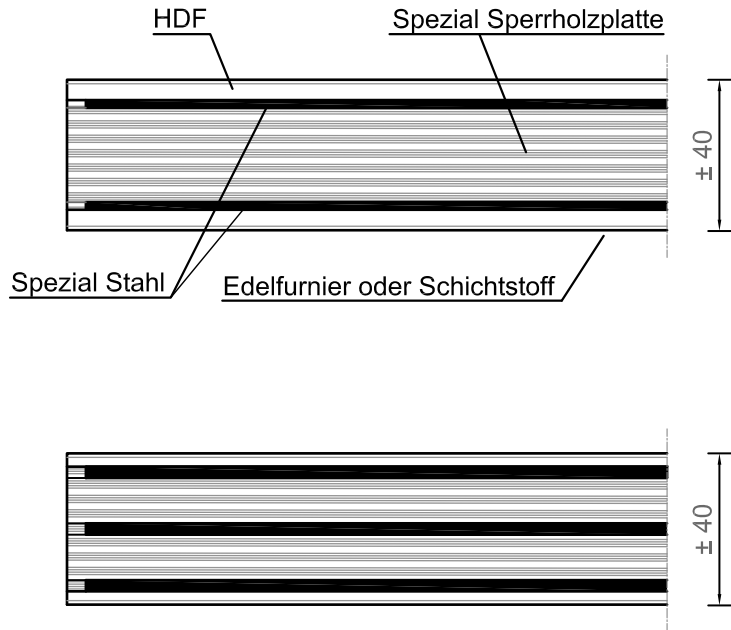 HDF
Spezial Sperrholzplatte
± 40
Spezial Stahl
Edelfurnier oder Schichtstoff
± 40